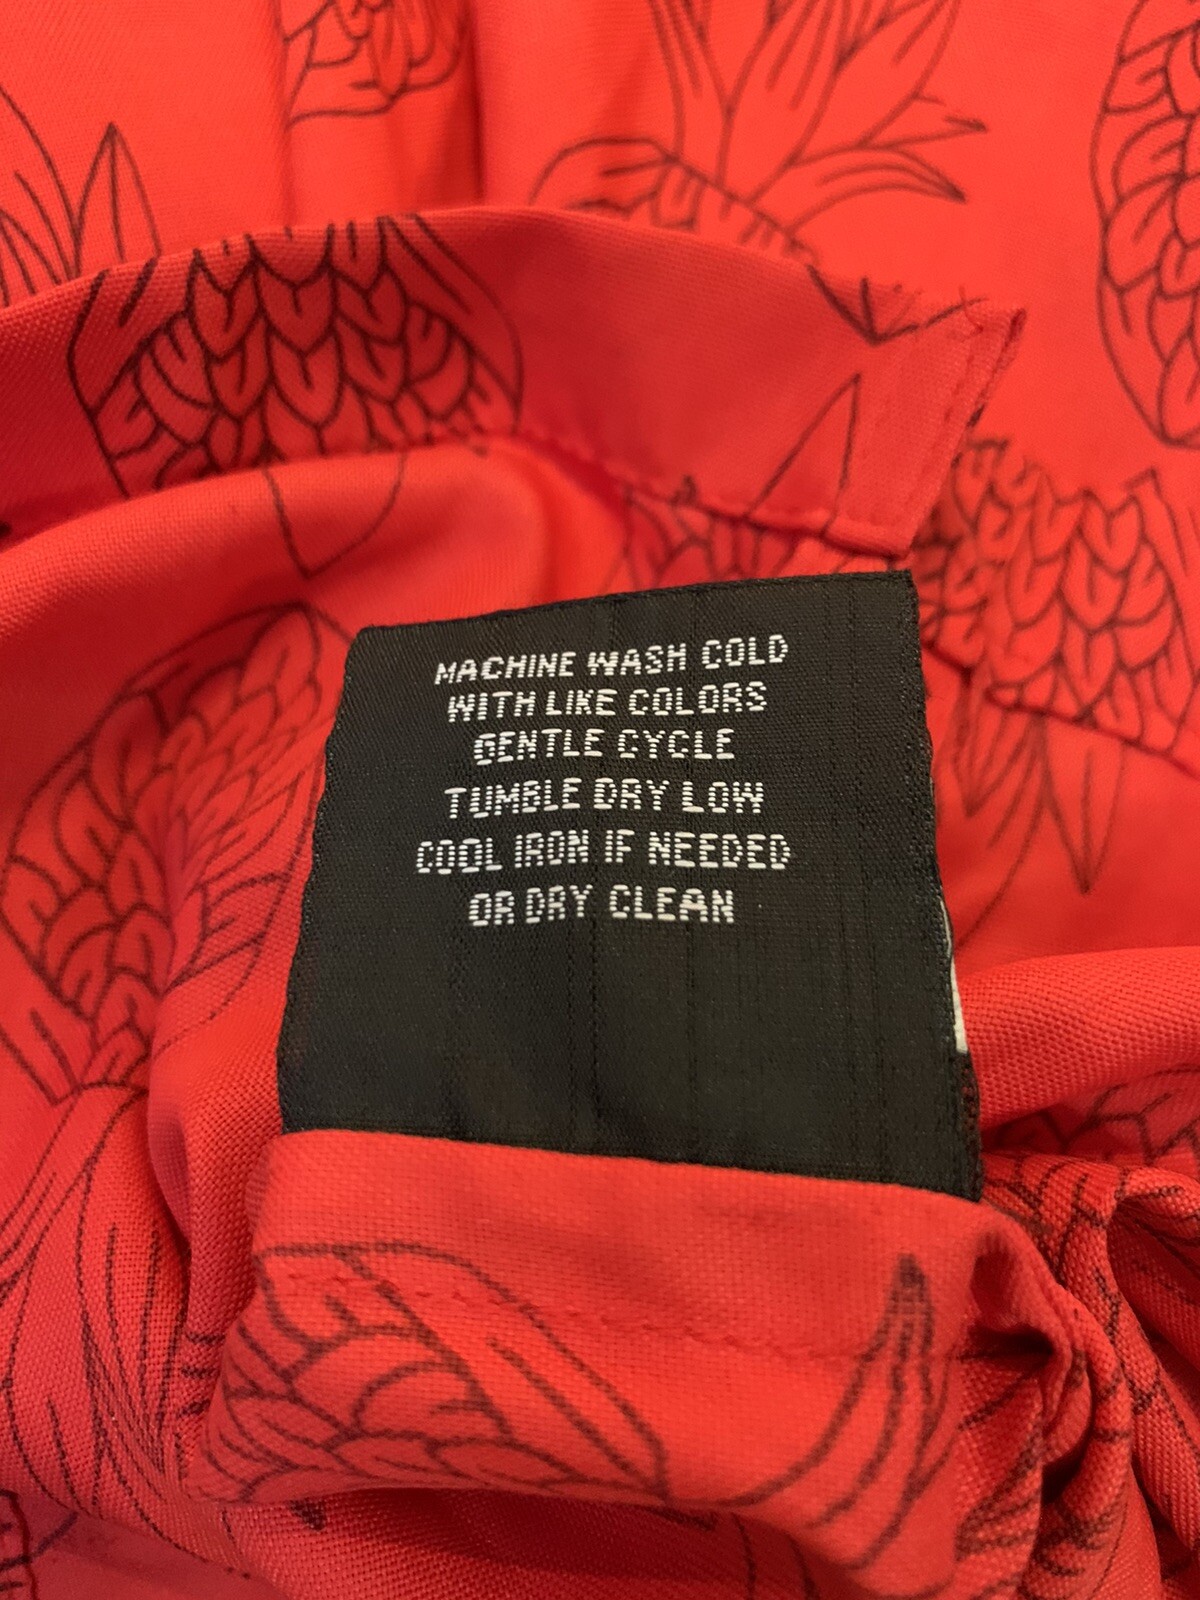 MACHINE WASH COLD
WITH LIKE COLORS
GENTLE CYCLE
TUMBLE DRY LOW
COOL IRON IF NEEDED
OR DRY CLEAN